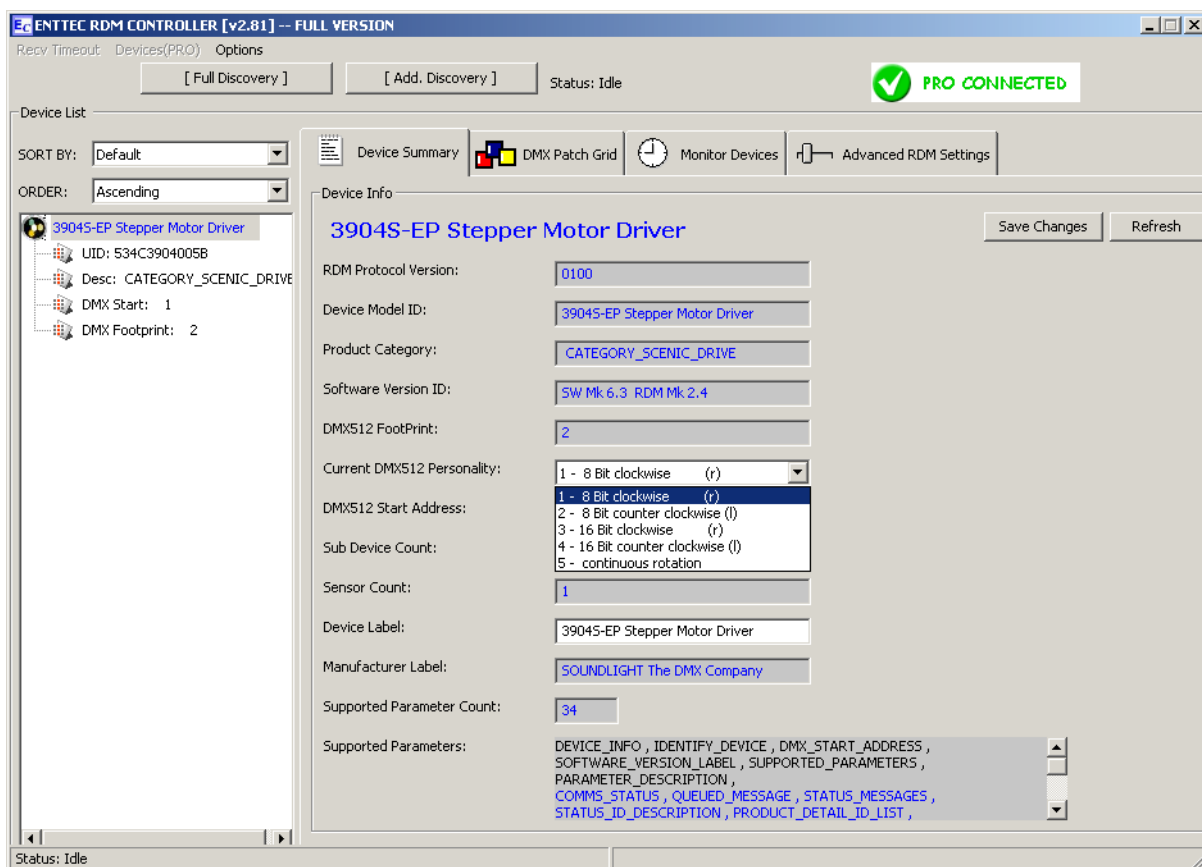 EC ENTTEC RDM CONTROLLER [v2.81] -- FULL VERSION
Recv Timeout Devices(PRO) Options
[ Full Discovery ] [ Add. Discovery ] Status: Idle PRO CONNECTED
Device List
SORT BY: Default
ORDER: Ascending
3904S-EP Stepper Motor Driver
UID: 534C3904005B
Desc: CATEGORY_SCENIC_DRIVE
DMX Start: 1
DMX Footprint: 2
Device Summary DMX Patch Grid Monitor Devices Advanced RDM Settings
Device Info
3904S-EP Stepper Motor Driver Save Changes Refresh
RDM Protocol Version: 0100
Device Model ID: 3904S-EP Stepper Motor Driver
Product Category: CATEGORY_SCENIC_DRIVE
Software Version ID: SW Mk 6.3 RDM Mk 2.4
DMX512 FootPrint: 2
Current DMX512 Personality: 1 - 8 Bit clockwise (r)
1 - 8 Bit clockwise (r)
2 - 8 Bit counter clockwise (l)
3 - 16 Bit clockwise (r)
4 - 16 Bit counter clockwise (l)
5 - continuous rotation
DMX512 Start Address:
Sub Device Count:
Sensor Count: 1
Device Label: 3904S-EP Stepper Motor Driver
Manufacturer Label: SOUNDLIGHT The DMX Company
Supported Parameter Count: 34
Supported Parameters: DEVICE_INFO , IDENTIFY_DEVICE , DMX_START_ADDRESS ,
SOFTWARE_VERSION_LABEL , SUPPORTED_PARAMETERS ,
PARAMETER_DESCRIPTION ,
COMMS_STATUS , QUEUED_MESSAGE , STATUS_MESSAGES ,
STATUS_ID_DESCRIPTION , PRODUCT_DETAIL_ID_LIST ,
Status: Idle